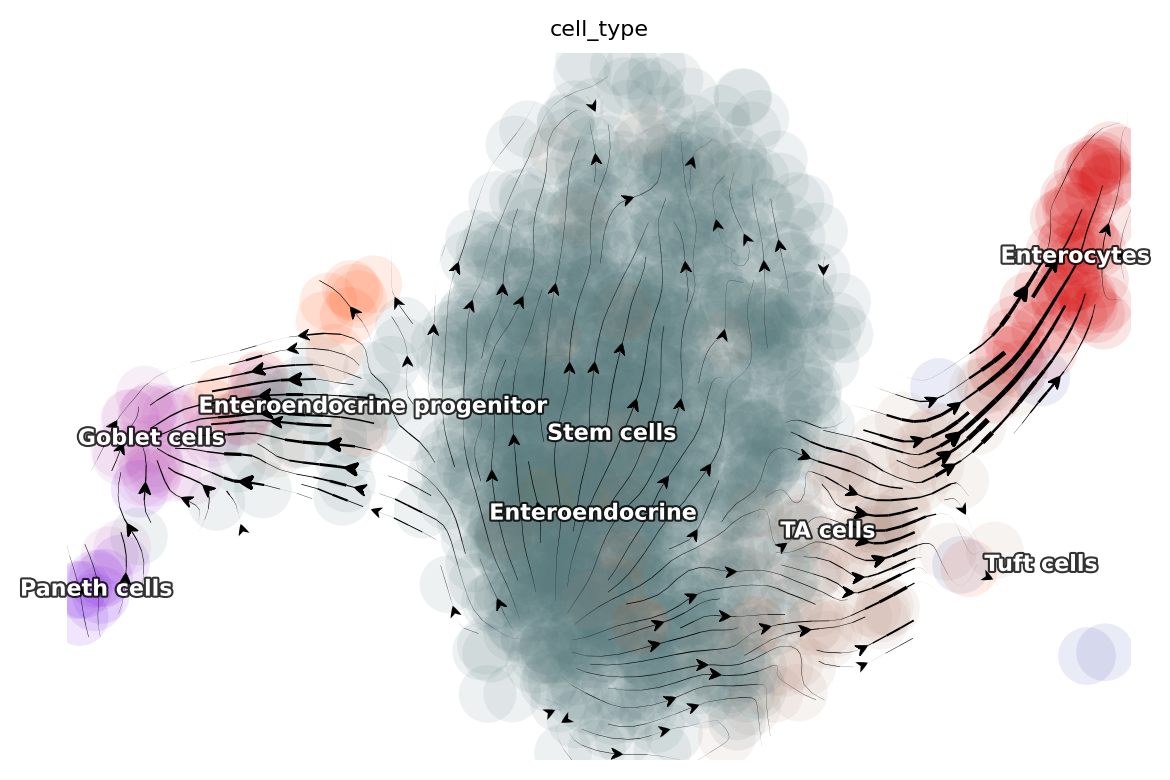 cell_type
Enterocytes
Enteroendocrine progenitor
Goblet cells
Stem cells
Enteroendocrine
TA cells
Tuft cells
Paneth cells